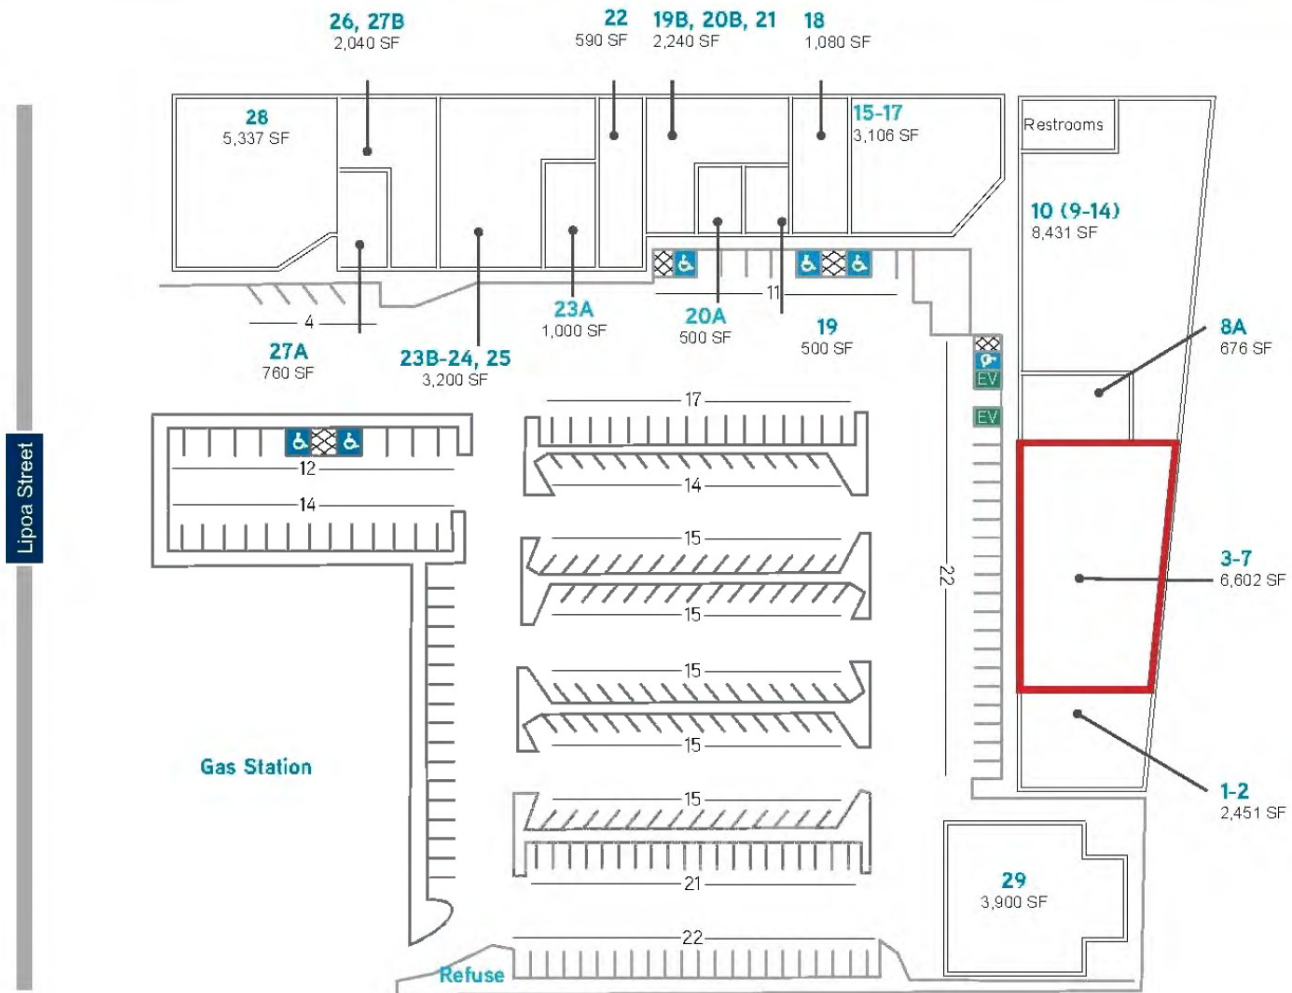 26, 27B
2,040 SF
22
590 SF
19B, 20B, 21
2,240 SF
18
1,080 SF
28
5,337 SF
15-17
3,106 SF
Restrooms
10 (9-14)
8,431 SF
4
27A
760 SF
23B-24, 25
3,200 SF
23A
1,000 SF
11
20A
500 SF
19
500 SF
8A
676 SF
EV
EV
17
12
14
14
Lipoa Street
15
15
22
3-7
6,602 SF
15
15
Gas Station
15
1-2
2,451 SF
21
29
3,900 SF
22
Refuse